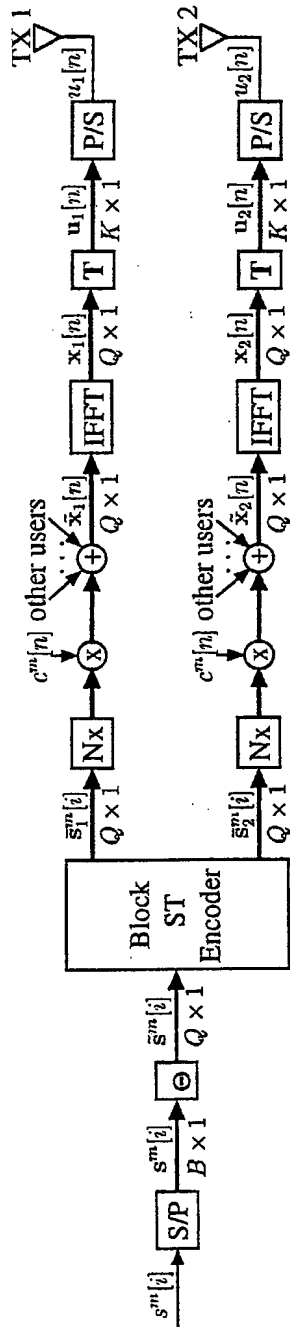 s^m[i]
S/P
s^m[i]
B × 1
Θ
s̃^m[i]
Q × 1
Block
ST
Encoder
s̄_1^m[i]
Q × 1
Nx
c^m[n]
x
other users
. . .
+
x̃_1[n]
Q × 1
IFFT
x_1[n]
Q × 1
T
u_1[n]
K × 1
P/S
u_1[n]
TX 1
s̄_2^m[i]
Q × 1
Nx
c^m[n]
x
other users
. . .
+
x̃_2[n]
Q × 1
IFFT
x_2[n]
Q × 1
T
u_2[n]
K × 1
P/S
u_2[n]
TX 2